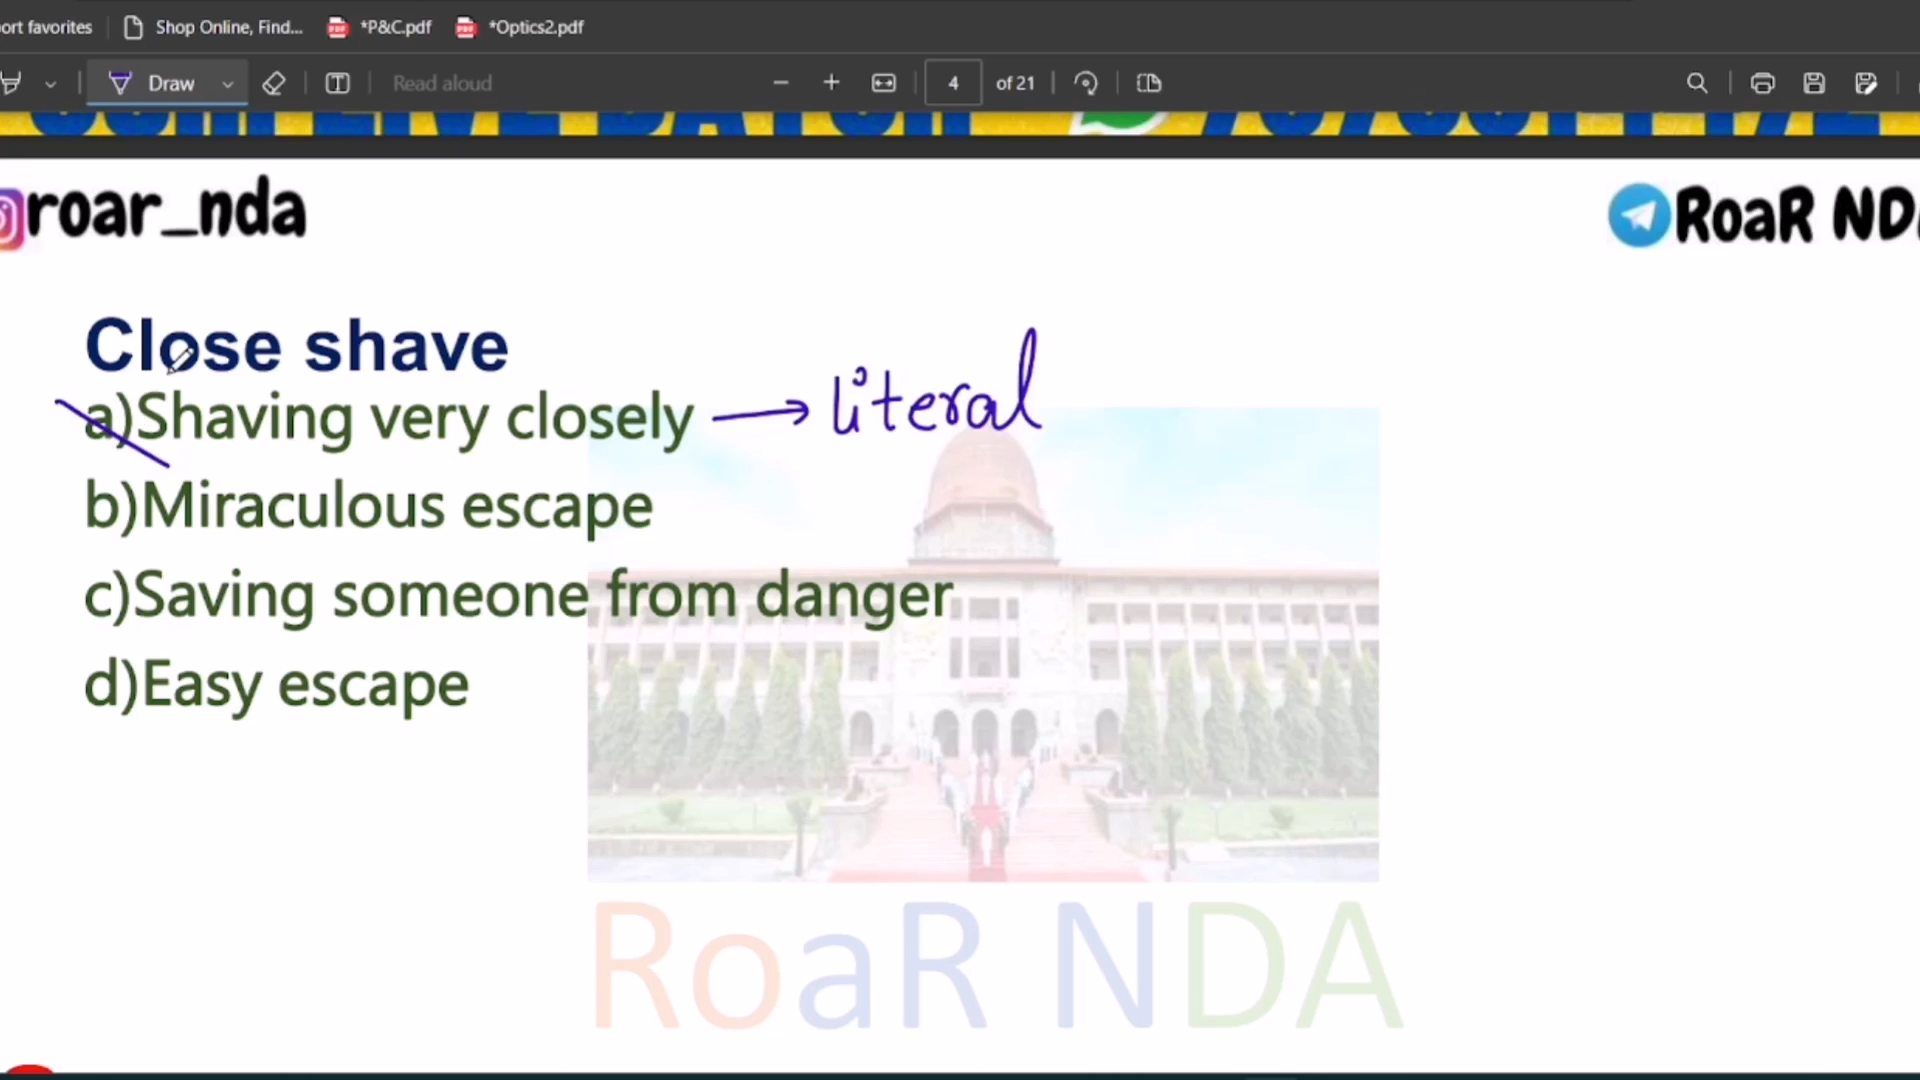 ort favorites Shop Online, Find... *P&C.pdf *Optics2.pdf
Draw Read aloud 4 of 21
roar_nda RoaR ND
Close shave
a)Shaving very closely → literal
b)Miraculous escape
c)Saving someone from danger
d)Easy escape
RoaR NDA